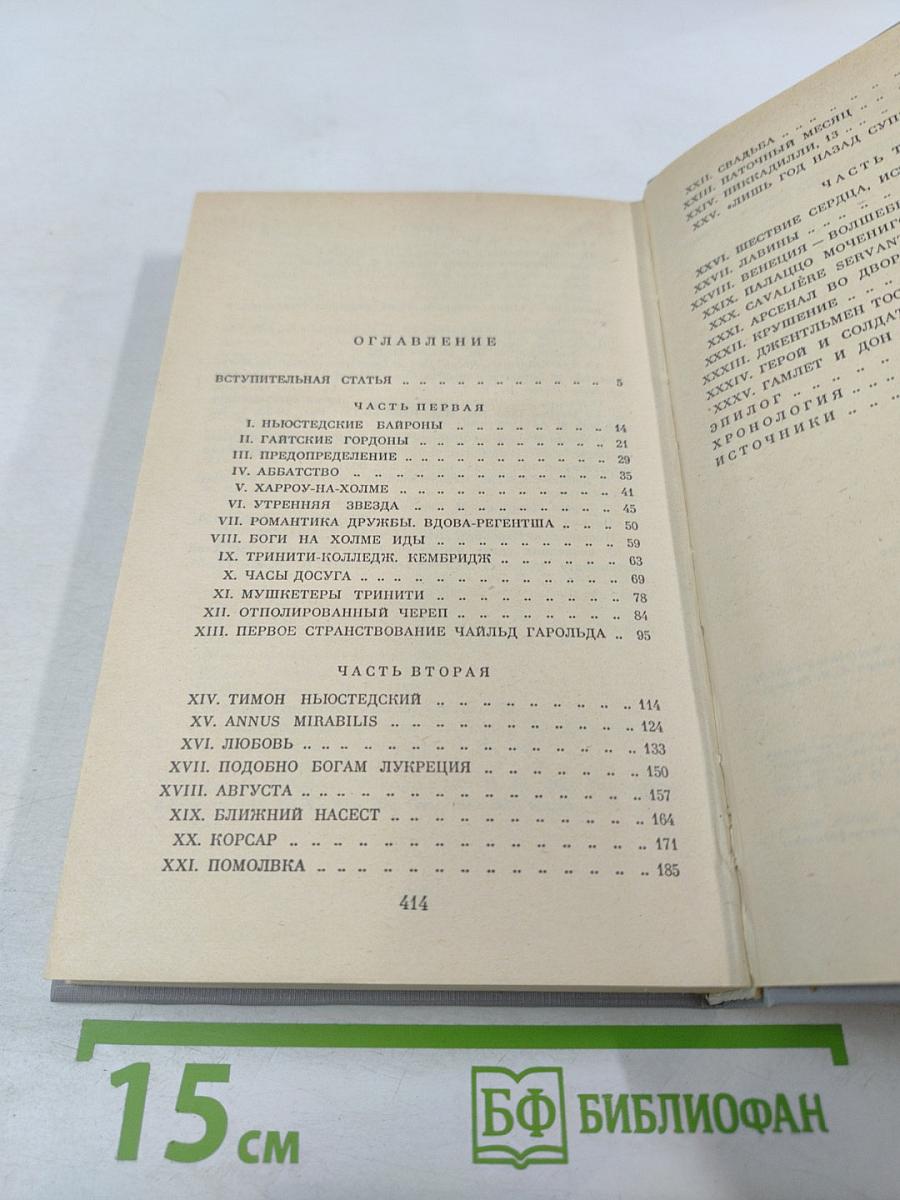 ОГЛАВЛЕНИЕ
ВСТУПИТЕЛЬНАЯ СТАТЬЯ .. .. .. .. .. .. .. .. .. .. 5
ЧАСТЬ ПЕРВАЯ
I. НЬЮСТЕДСКИЕ БАЙРОНЫ .. .. .. .. .. .. .. .. 14
II. ГАЙТСКИЕ ГОРДОНЫ .. .. .. .. .. .. .. .. .. 21
III. ПРЕДОПРЕДЕЛЕНИЕ .. .. .. .. .. .. .. .. .. .. 29
IV. АББАТСТВО .. .. .. .. .. .. .. .. .. .. .. .. 35
V. ХАРРОУ-НА-ХОЛМЕ .. .. .. .. .. .. .. .. .. .. 41
VI. УТРЕННЯЯ ЗВЕЗДА .. .. .. .. .. .. .. .. .. 45
VII. РОМАНТИКА ДРУЖБЫ. ВДОВА-РЕГЕНТША .. .. .. 50
VIII. БОГИ НА ХОЛМЕ ИДЫ .. .. .. .. .. .. .. .. .. 59
IX. ТРИНИТИ-КОЛЛЕДЖ. КЕМБРИДЖ .. .. .. .. .. .. 63
X. ЧАСЫ ДОСУГА .. .. .. .. .. .. .. .. .. .. .. .. 69
XI. МУШКЕТЕРЫ ТРИНИТИ .. .. .. .. .. .. .. .. .. 78
XII. ОТПОЛИРОВАННЫЙ ЧЕРЕП .. .. .. .. .. .. .. .. 84
XIII. ПЕРВОЕ СТРАНСТВОВАНИЕ ЧАЙЛЬД ГАРОЛЬДА .. 95
ЧАСТЬ ВТОРАЯ
XIV. ТИМОН НЬЮСТЕДСКИЙ .. .. .. .. .. .. .. .. .. 114
XV. ANNUS MIRABILIS .. .. .. .. .. .. .. .. .. .. .. 124
XVI. ЛЮБОВЬ .. .. .. .. .. .. .. .. .. .. .. .. .. .. 133
XVII. ПОДОБНО БОГАМ ЛУКРЕЦИЯ .. .. .. .. .. .. .. 150
XVIII. АВГУСТА .. .. .. .. .. .. .. .. .. .. .. .. .. .. 157
XIX. БЛИЖНИЙ НАСЕСТ .. .. .. .. .. .. .. .. .. .. 164
XX. КОРСАР .. .. .. .. .. .. .. .. .. .. .. .. .. .. 171
XXI. ПОМОЛВКА .. .. .. .. .. .. .. .. .. .. .. .. .. 185
414
XXII. СВАДЬБА .. .. .. .. .. ..
XXIII. ПАТОЧНЫЙ МЕСЯЦ .. ..
XXIV. ПИККАДИЛЛИ, 13 .. .. ..
XXV. «ЛИШЬ ГОД НАЗАД СУП
ЧАСТЬ Т
XXVI. ШЕСТВИЕ СЕРДЦА, ИС
XXVII. ЛАВИНЫ .. .. .. ..
XXVIII. ВЕНЕЦИЯ — ВОЛШЕБ
XXIX. ПАЛАЦЦО МОЧЕНИГО
XXX. CAVALIÈRE SERVANT
XXXI. АРСЕНАЛ ВО ДВОР
XXXII. КРУШЕНИЕ .. .. ..
XXXIII. ДЖЕНТЛЬМЕН ТОС
XXXIV. ГЕРОЙ И СОЛДАТ
XXXV. ГАМЛЕТ И ДОН
ЭПИЛОГ .. .. .. .. ..
ХРОНОЛОГИЯ .. .. ..
ИСТОЧНИКИ .. .. ..
15 см
БФ БИБЛИОФАН